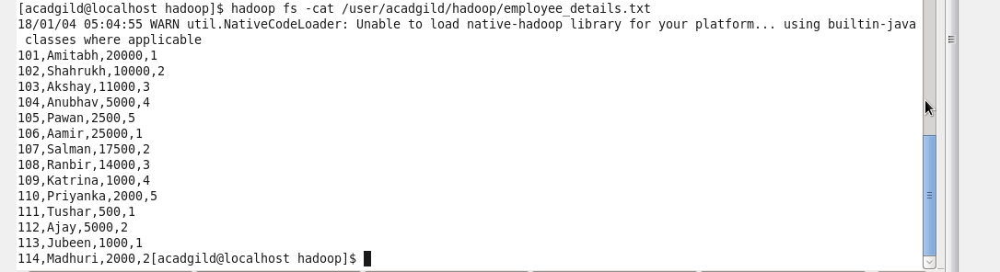 [acadgild@localhost hadoop]$ hadoop fs -cat /user/acadgild/hadoop/employee_details.txt
18/01/04 05:04:55 WARN util.NativeCodeLoader: Unable to load native-hadoop library for your platform... using builtin-java
 classes where applicable
101,Amitabh,20000,1
102,Shahrukh,10000,2
103,Akshay,11000,3
104,Anubhav,5000,4
105,Pawan,2500,5
106,Aamir,25000,1
107,Salman,17500,2
108,Ranbir,14000,3
109,Katrina,1000,4
110,Priyanka,2000,5
111,Tushar,500,1
112,Ajay,5000,2
113,Jubeen,1000,1
114,Madhuri,2000,2[acadgild@localhost hadoop]$